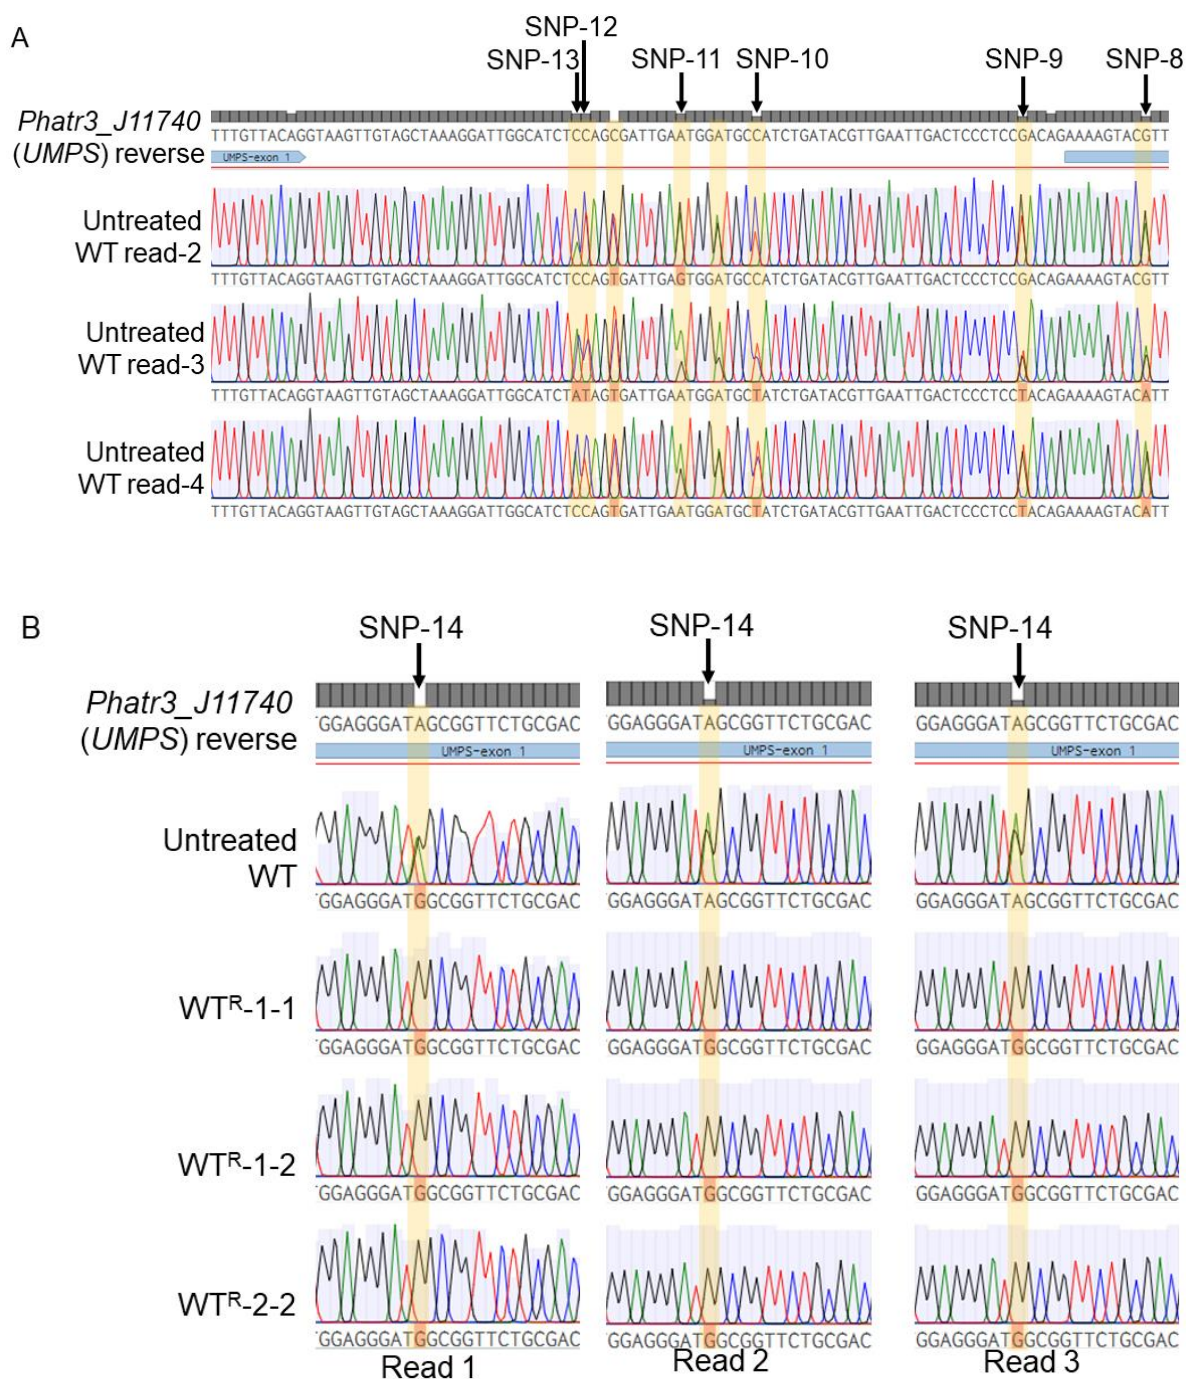 A
SNP-12
SNP-13
SNP-11
SNP-10
SNP-9
SNP-8
Phatr3_J11740
(UMPS) reverse
TTTGTTACAGGTAAGTTGTAGCTAAAGGATTGGCATCTCCAGCGATTGAATGGATGCCATCTGATACGTTGAATTGACTCCCTCCGACAGAAAAGTACGTT
UMPS-exon 1
Untreated
WT read-2
TTTGTTACAGGTAAGTTGTAGCTAAAGGATTGGCATCTCCAGTGATTGAGTGGATGCCATCTGATACGTTGAATTGACTCCCTCCGACAGAAAAGTACGTT
Untreated
WT read-3
TTTGTTACAGGTAAGTTGTAGCTAAAGGATTGGCATCTATAGTGATTGAATGGATGCTATCTGATACGTTGAATTGACTCCCTCCTACAGAAAAGTACATT
Untreated
WT read-4
TTTGTTACAGGTAAGTTGTAGCTAAAGGATTGGCATCTCCAGTGATTGAATGGATGCTATCTGATACGTTGAATTGACTCCCTCCTACAGAAAAGTACATT
B
SNP-14
SNP-14
SNP-14
Phatr3_J11740
(UMPS) reverse
GGAGGGATAGCGGTTCTGCGAC
GGAGGGATAGCGGTTCTGCGAC
GGAGGGATAGCGGTTCTGCGAC
UMPS-exon 1
UMPS-exon 1
UMPS-exon 1
Untreated
WT
GGAGGGATGGCGGTTCTGCGAC
GGAGGGATAGCGGTTCTGCGAC
GGAGGGATAGCGGTTCTGCGAC
WTR-1-1
GGAGGGATGGCGGTTCTGCGAC
GGAGGGATGGCGGTTCTGCGAC
GGAGGGATGGCGGTTCTGCGAC
WTR-1-2
GGAGGGATGGCGGTTCTGCGAC
GGAGGGATGGCGGTTCTGCGAC
GGAGGGATGGCGGTTCTGCGAC
WTR-2-2
GGAGGGATGGCGGTTCTGCGAC
GGAGGGATGGCGGTTCTGCGAC
GGAGGGATGGCGGTTCTGCGAC
Read 1
Read 2
Read 3